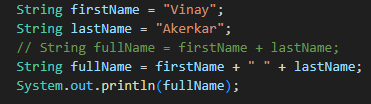 String firstName = "Vinay";
String lastName = "Akerkar";
// String fullName = firstName + lastName;
String fullName = firstName + " " + lastName;
System.out.println(fullName);